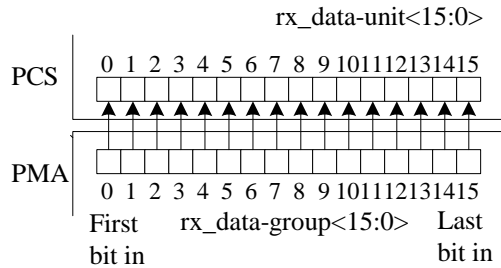 rx_data-unit<15:0>
0 1 2 3 4 5 6 7 8 9 10 11 12 13 14 15
PCS
PMA
0 1 2 3 4 5 6 7 8 9 10 11 12 13 14 15
First rx_data-group<15:0> Last
bit in bit in